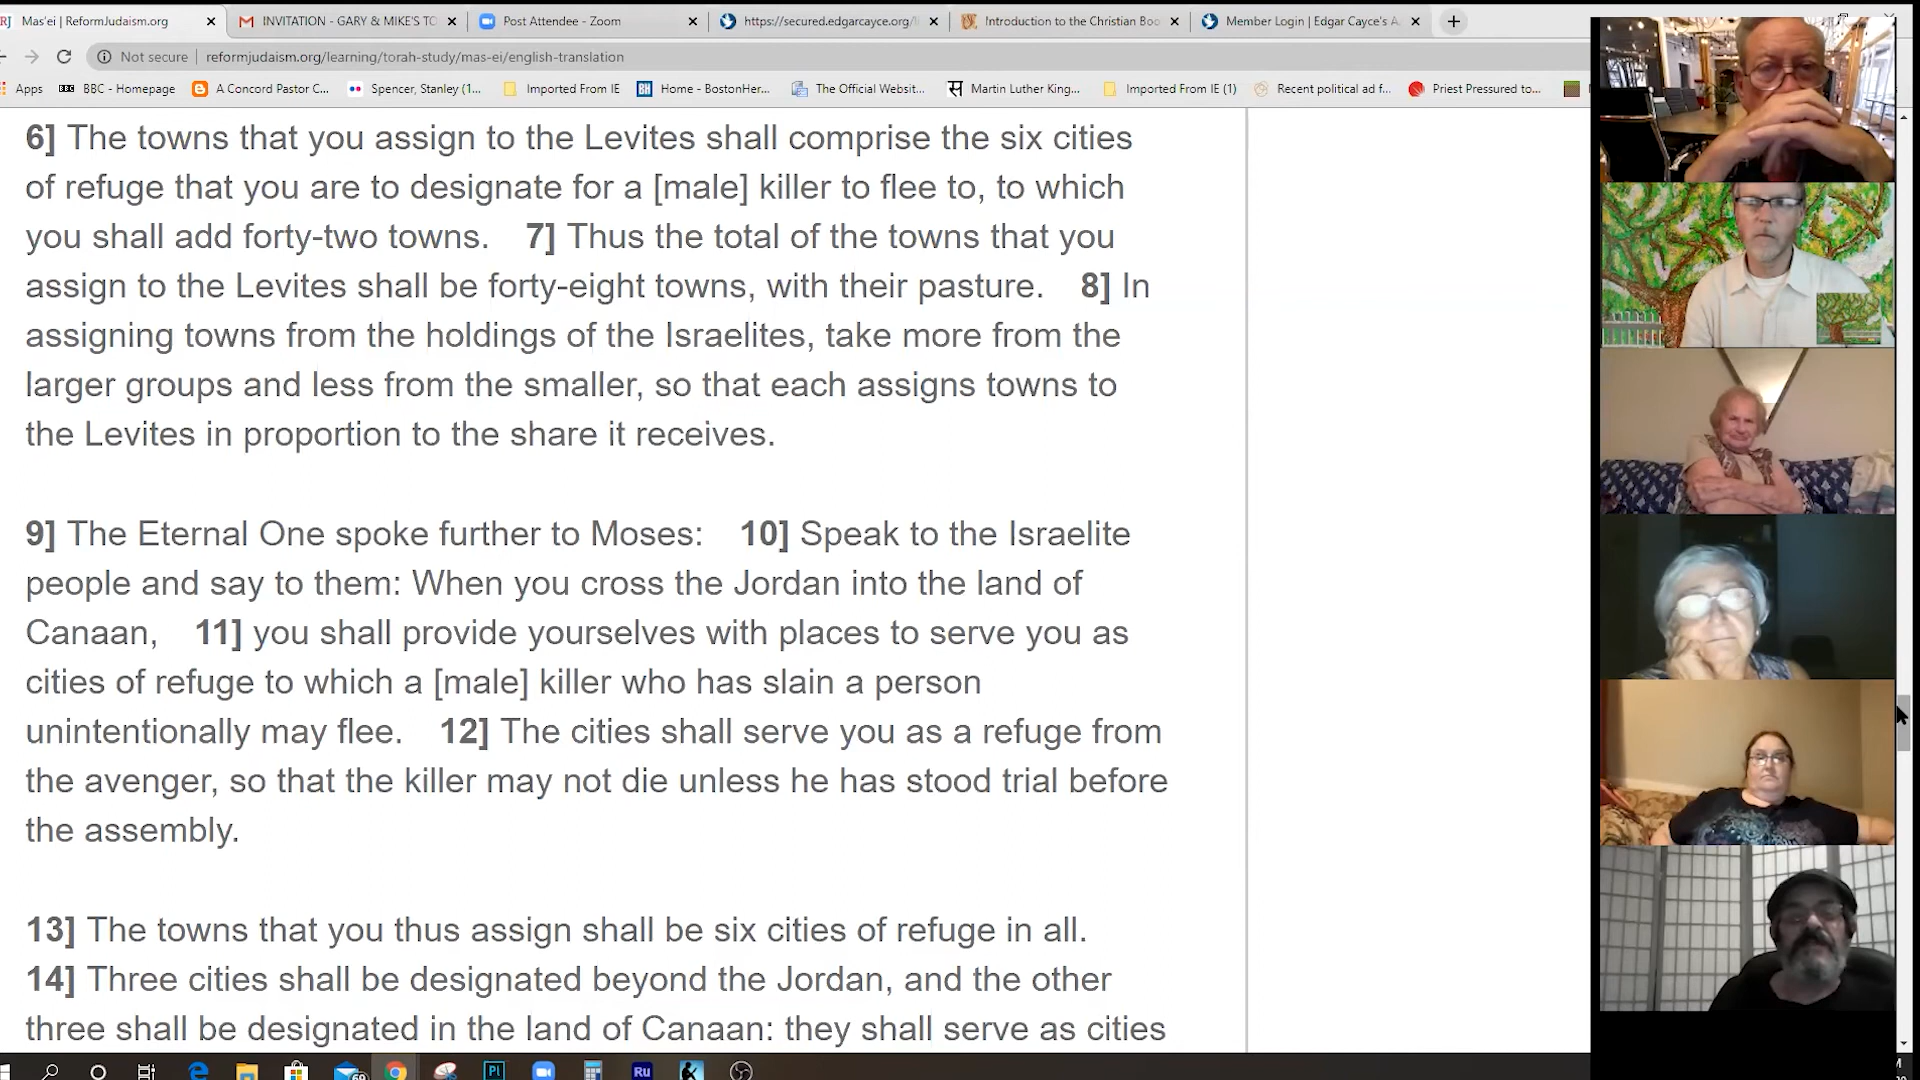 Mas'ei | ReformJudaism.org
INVITATION - GARY & MIKE'S TO
Post Attendee - Zoom
https://secured.edgarcayce.org/l
Introduction to the Christian Boo
Member Login | Edgar Cayce's A
Not secure
reformjudaism.org/learning/torah-study/mas-ei/english-translation
Apps
BBC - Homepage
A Concord Pastor C...
Spencer, Stanley (1...
Imported From IE
Home - BostonHer...
The Official Websit...
Martin Luther King...
Imported From IE (1)
Recent political ad f...
Priest Pressured to...
6] The towns that you assign to the Levites shall comprise the six cities
of refuge that you are to designate for a [male] killer to flee to, to which
you shall add forty-two towns. 7] Thus the total of the towns that you
assign to the Levites shall be forty-eight towns, with their pasture. 8] In
assigning towns from the holdings of the Israelites, take more from the
larger groups and less from the smaller, so that each assigns towns to
the Levites in proportion to the share it receives.
9] The Eternal One spoke further to Moses: 10] Speak to the Israelite
people and say to them: When you cross the Jordan into the land of
Canaan, 11] you shall provide yourselves with places to serve you as
cities of refuge to which a [male] killer who has slain a person
unintentionally may flee. 12] The cities shall serve you as a refuge from
the avenger, so that the killer may not die unless he has stood trial before
the assembly.
13] The towns that you thus assign shall be six cities of refuge in all.
14] Three cities shall be designated beyond the Jordan, and the other
three shall be designated in the land of Canaan: they shall serve as cities
Pl
Ru